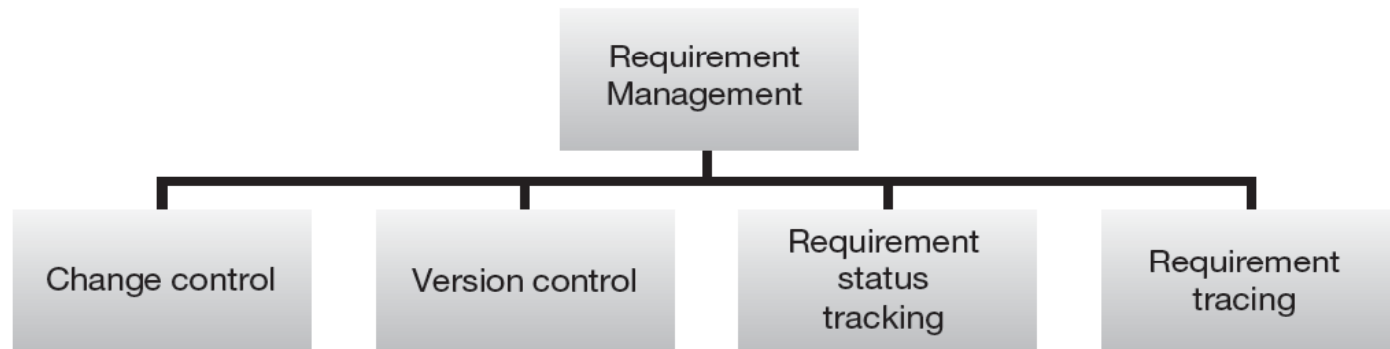 Requirement
Management
Change control
Version control
Requirement
status
tracking
Requirement
tracing